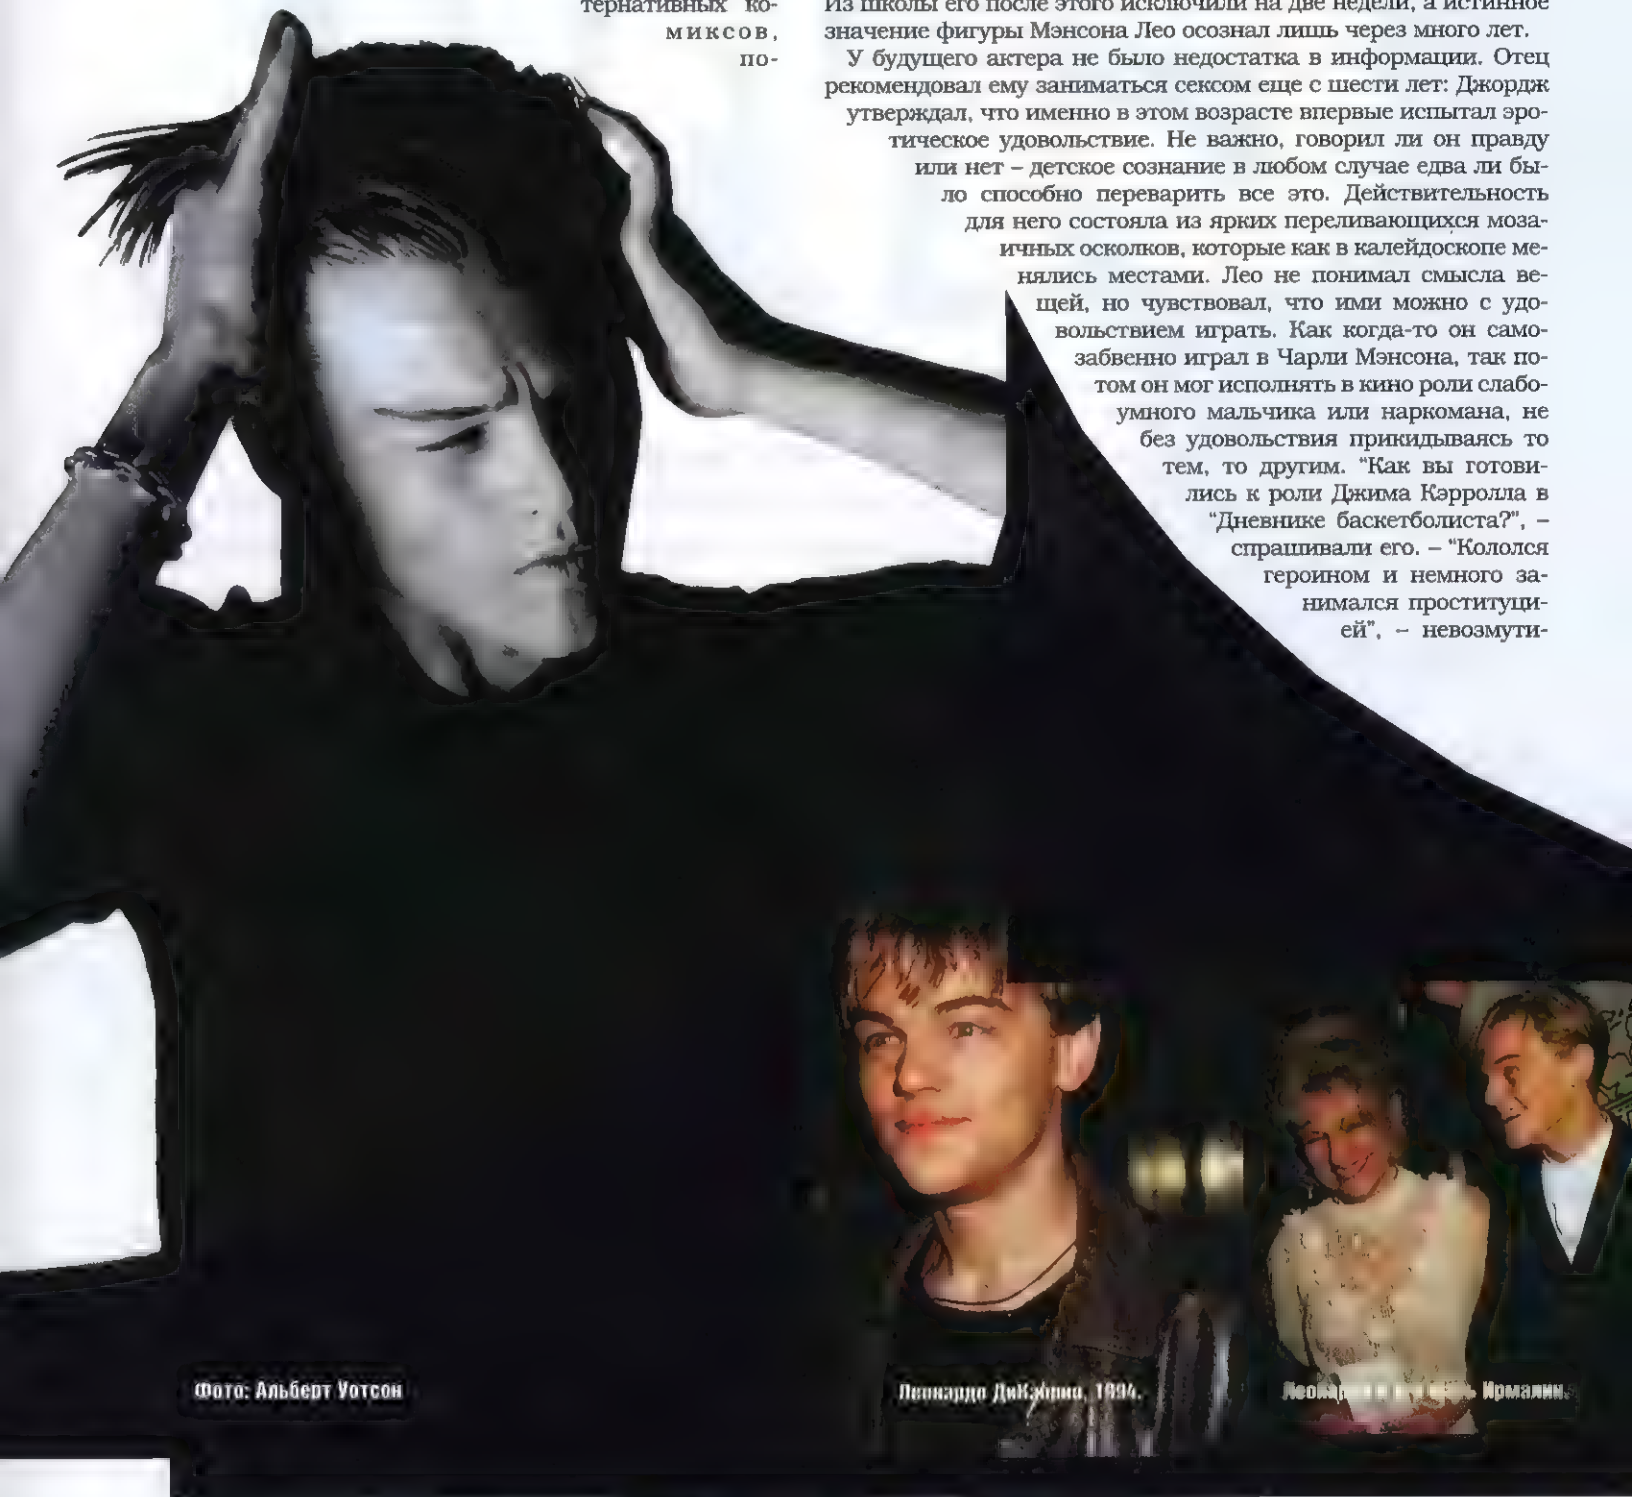 тернативных ко-
миксов,
по-
Из школы его после этого исключили на две недели, а истинное
значение фигуры Мэнсона Лео осознал лишь через много лет.
У будущего актера не было недостатка в информации. Отец
рекомендовал ему заниматься сексом еще с шести лет: Джордж
утверждал, что именно в этом возрасте впервые испытал эро-
тическое удовольствие. Не важно, говорил ли он правду
или нет – детское сознание в любом случае едва ли бы-
ло способно переварить все это. Действительность
для него состояла из ярких переливающихся моза-
ичных осколков, которые как в калейдоскопе ме-
нялись местами. Лео не понимал смысла ве-
щей, но чувствовал, что ими можно с удо-
вольствием играть. Как когда-то он само-
забвенно играл в Чарли Мэнсона, так по-
том он мог исполнять в кино роли слабо-
умного мальчика или наркомана, не
без удовольствия прикидываясь то
тем, то другим. "Как вы готови-
лись к роли Джима Кэрролла в
"Дневнике баскетболиста?", –
спрашивали его. – "Кололся
героином и немного за-
нимался проституци-
ей", – невозмути-
Фото: Альберт Уотсон
Леонардо ДиКаприо, 1994.
Ирмалин.